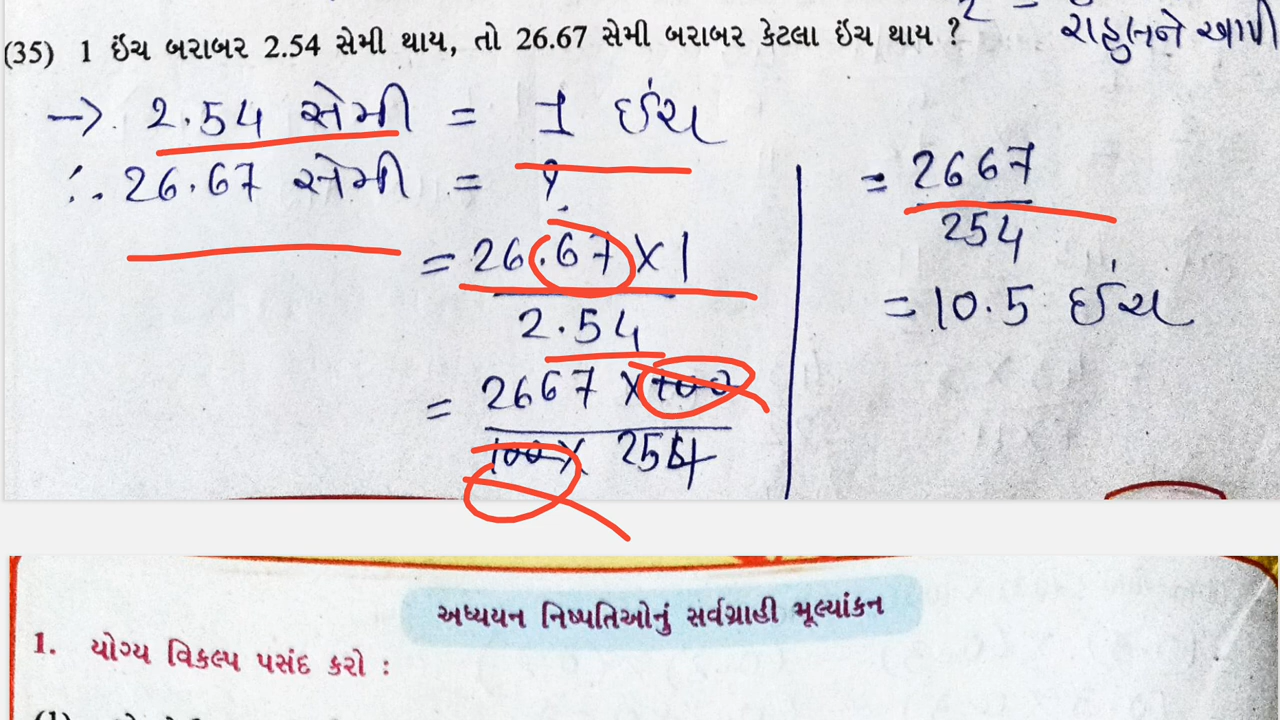 રાહુલને આપી
(35) 1 ઇંચ બરાબર 2.54 સેમી થાય, તો 26.67 સેમી બરાબર કેટલા ઇંચ થાય ?
→ 2.54 સેમી = 1 ઇંચ
∴ 26.67 સેમી = ?
= 26.67 × 1
2.54
= 2667 × 100
100 × 254
= 2667
254
= 10.5 ઇંચ
અધ્યયન નિષ્પતિઓનું સર્વગ્રાહી મૂલ્યાંકન
1. યોગ્ય વિકલ્પ પસંદ કરો :